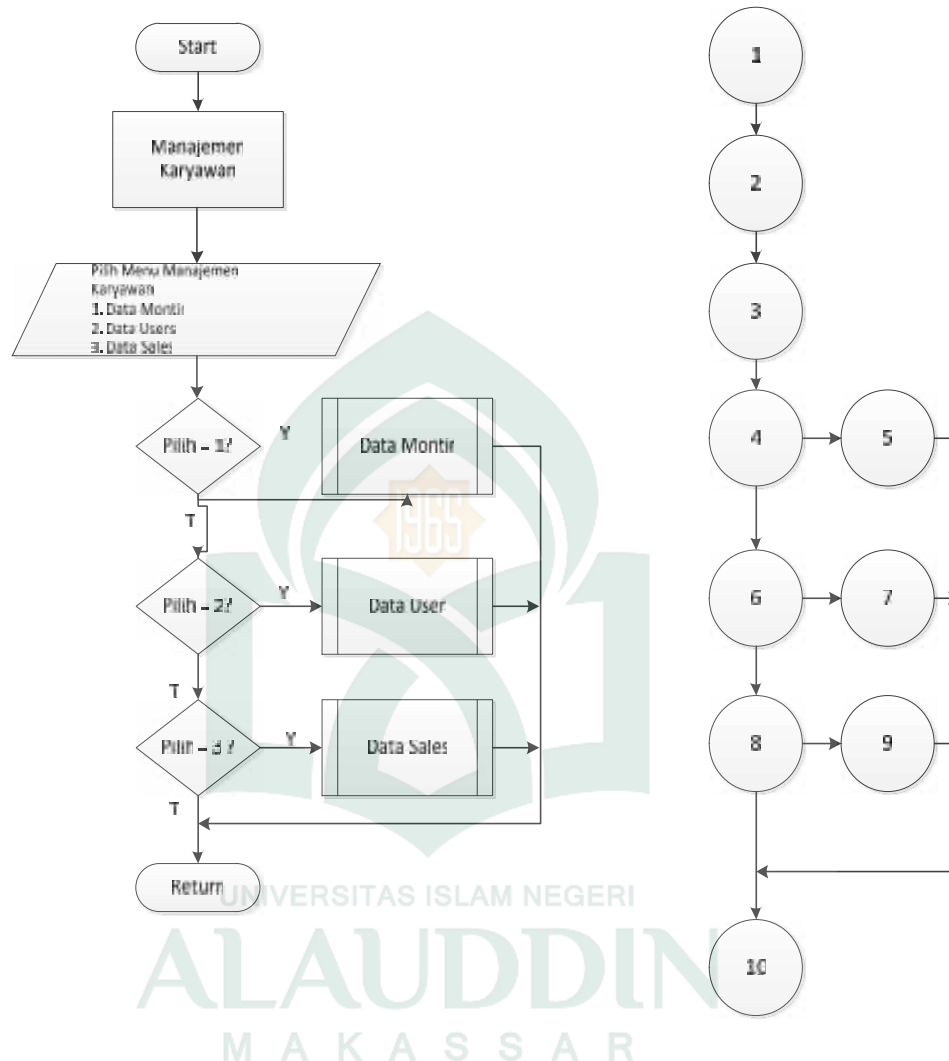 Start
Manajemen
Karyawan
Pilih Menu Manajemen
Karyawan
1. Data Montir
2. Data Users
3. Data Sales
Pilih = 1?
Y
Data Montir
T
Pilih = 2?
Y
Data User
T
Pilih = 3 ?
Y
Data Sales
T
Return
1
2
3
4
5
6
7
8
9
10
1965
UNIVERSITAS ISLAM NEGERI
ALAUDDIN
MAKASSAR